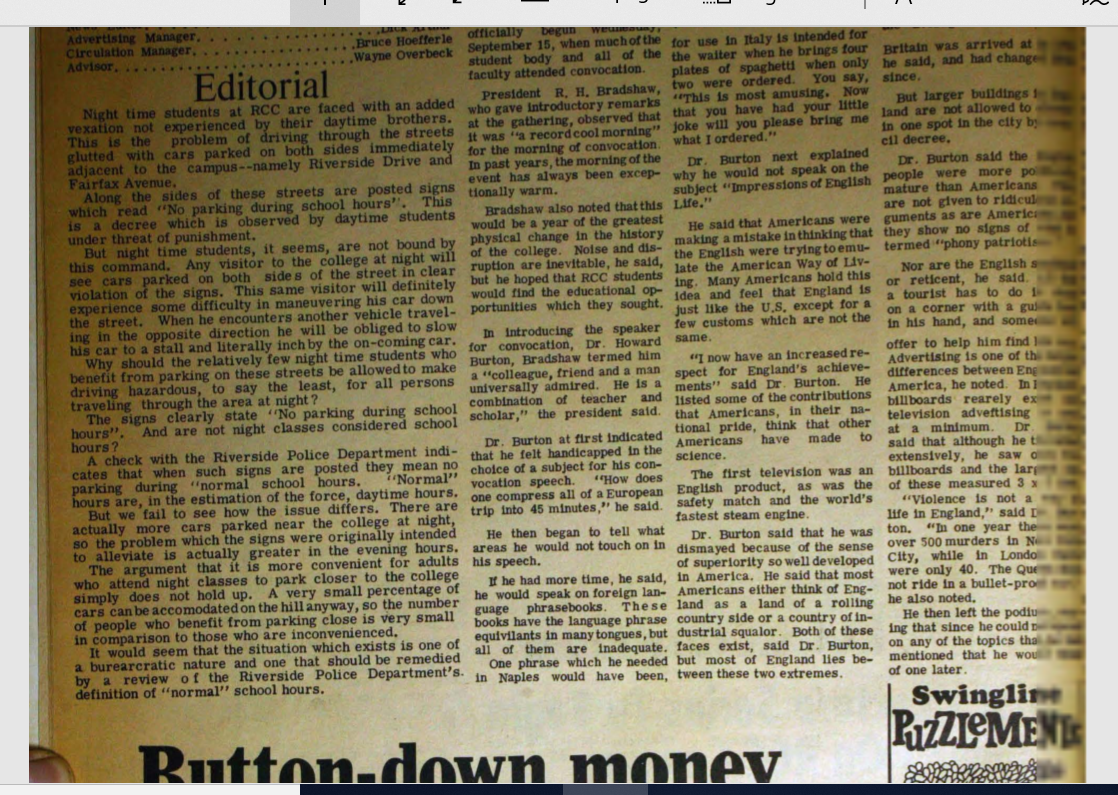 Advertising Manager. . . . . . . . . . . . . . . . . . .
Circulation Manager. . . . . . . . . . . . . . . . .Bruce Hoefferle
Advisor. . . . . . . . . . . . . . . . . . . . . . . .Wayne Overbeck
Editorial
Night time students at RCC are faced with an added
vexation not experienced by their daytime brothers.
This is the problem of driving through the streets
glutted with cars parked on both sides immediately
adjacent to the campus--namely Riverside Drive and
Fairfax Avenue.
Along the sides of these streets are posted signs
which read "No parking during school hours". This
is a decree which is observed by daytime students
under threat of punishment.
But night time students, it seems, are not bound by
this command. Any visitor to the college at night will
see cars parked on both sides of the street in clear
violation of the signs. This same visitor will definitely
experience some difficulty in maneuvering his car down
the street. When he encounters another vehicle travel-
ing in the opposite direction he will be obliged to slow
his car to a stall and literally inch by the on-coming car.
Why should the relatively few night time students who
benefit from parking on these streets be allowed to make
driving hazardous, to say the least, for all persons
traveling through the area at night?
The signs clearly state "No parking during school
hours". And are not night classes considered school
hours?
A check with the Riverside Police Department indi-
cates that when such signs are posted they mean no
parking during "normal school hours. "Normal"
hours are, in the estimation of the force, daytime hours.
But we fail to see how the issue differs. There are
actually more cars parked near the college at night,
so the problem which the signs were originally intended
to alleviate is actually greater in the evening hours.
The argument that it is more convenient for adults
who attend night classes to park closer to the college
simply does not hold up. A very small percentage of
cars can be accomodated on the hill anyway, so the number
of people who benefit from parking close is very small
in comparison to those who are inconvenienced.
It would seem that the situation which exists is one of
a burearcratic nature and one that should be remedied
by a review of the Riverside Police Department's
definition of "normal" school hours.
officially begun Wednesday,
September 15, when much of the
student body and all of the
faculty attended convocation.
President R. H. Bradshaw,
who gave introductory remarks
at the gathering, observed that
it was "a record cool morning"
for the morning of convocation.
In past years, the morning of the
event has always been excep-
tionally warm.
Bradshaw also noted that this
would be a year of the greatest
physical change in the history
of the college. Noise and dis-
ruption are inevitable, he said,
but he hoped that RCC students
would find the educational op-
portunities which they sought.
In introducing the speaker
for convocation, Dr. Howard
Burton, Bradshaw termed him
a "colleague, friend and a man
universally admired. He is a
combination of teacher and
scholar," the president said.
Dr. Burton at first indicated
that he felt handicapped in the
choice of a subject for his con-
vocation speech. "How does
one compress all of a European
trip into 45 minutes," he said.
He then began to tell what
areas he would not touch on in
his speech.
If he had more time, he said,
he would speak on foreign lan-
guage phrasebooks. These
books have the language phrase
equivilants in many tongues, but
all of them are inadequate.
One phrase which he needed
in Naples would have been,
for use in Italy is intended for
the waiter when he brings four
plates of spaghetti when only
two were ordered. You say,
"This is most amusing. Now
that you have had your little
joke will you please bring me
what I ordered."
Dr. Burton next explained
why he would not speak on the
subject "Impressions of English
Life."
He said that Americans were
making a mistake in thinking that
the English were trying to emu-
late the American Way of Liv-
ing. Many Americans hold this
idea and feel that England is
just like the U.S. except for a
few customs which are not the
same.
"I now have an increased re-
spect for England's achieve-
ments" said Dr. Burton. He
listed some of the contributions
that Americans, in their na-
tional pride, think that other
Americans have made to
science.
The first television was an
English product, as was the
safety match and the world's
fastest steam engine.
Dr. Burton said that he was
dismayed because of the sense
of superiority so well developed
in America. He said that most
Americans either think of Eng-
land as a land of a rolling
country side or a country of in-
dustrial squalor. Both of these
faces exist, said Dr. Burton,
but most of England lies be-
tween these two extremes.
Britain was arrived at
he said, and had change
since.
But larger buildings
land are not allowed to
in one spot in the city by
cil decree.
Dr. Burton said the
people were more po
mature than Americans
are not given to ridicul
guments as are Americ
they show no signs of
termed "phony patriotis
Nor are the English s
or reticent, he said.
a tourist has to do i
on a corner with a gui
in his hand, and some
offer to help him find
Advertising is one of th
differences between Eng
America, he noted. In
billboards rearely ex
television adveftising
at a minimum. Dr.
said that although he t
extensively, he saw o
billboards and the larg
of these measured 3 x
"Violence is not a
life in England," said D
ton. "In one year the
over 500 murders in N
City, while in Londo
were only 40. The Que
not ride in a bullet-proo
he also noted.
He then left the podiu
ing that since he could n
on any of the topics tha
mentioned that he wou
of one later.
Swingline
PUZZLEMENTS
Button-down money